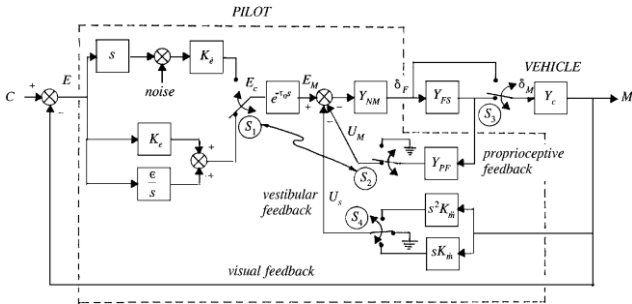 PILOT
VEHICLE
C + E
−
s
noise
K_ė
E_c
e^{-τ_0 s}
E_M
+
−
−
Y_NM
δ_F
Y_FS
S_3
δ_M
Y_c
M
K_e
+
+
ϵ/s
S_1
U_M
S_2
Y_PF
proprioceptive
feedback
vestibular
feedback
U_s
S_4
s²K_m̈
sK_ṁ
visual feedback